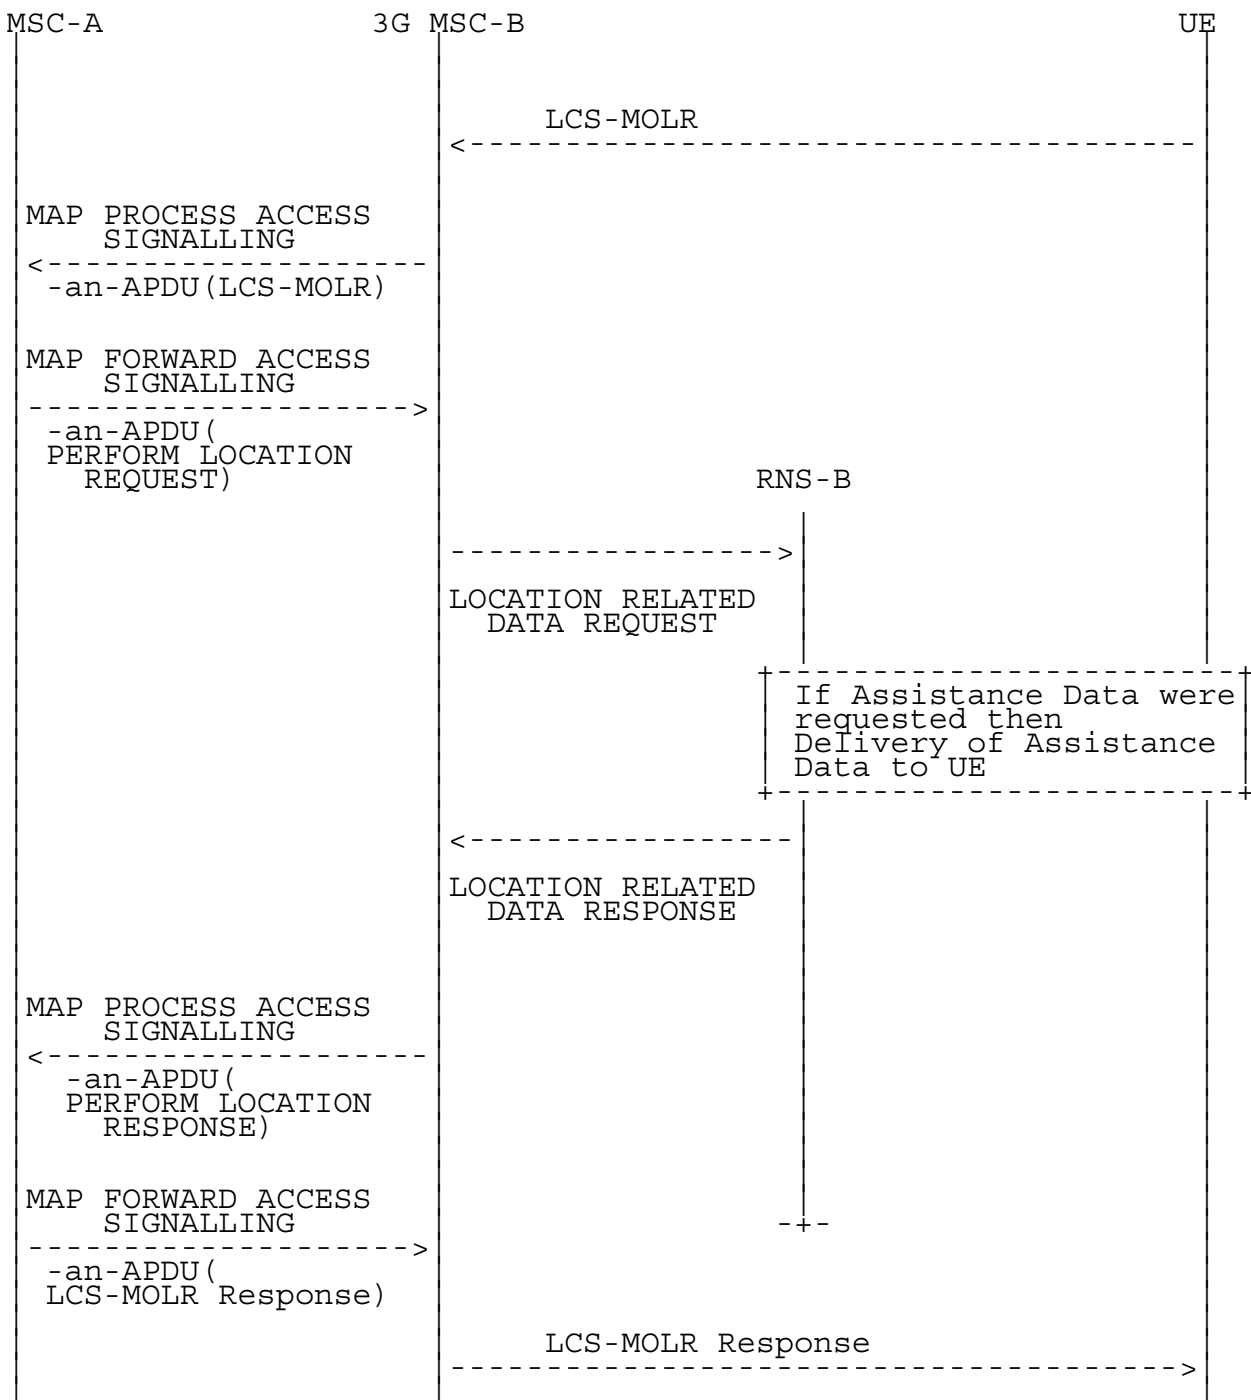 MSC-A 3G MSC-B UE
LCS-MOLR
MAP PROCESS ACCESS
SIGNALLING
-an-APDU(LCS-MOLR)
MAP FORWARD ACCESS
SIGNALLING
-an-APDU(
PERFORM LOCATION
REQUEST)
RNS-B
LOCATION RELATED
DATA REQUEST
If Assistance Data were
requested then
Delivery of Assistance
Data to UE
LOCATION RELATED
DATA RESPONSE
MAP PROCESS ACCESS
SIGNALLING
-an-APDU(
PERFORM LOCATION
RESPONSE)
MAP FORWARD ACCESS
SIGNALLING
-an-APDU(
LCS-MOLR Response)
LCS-MOLR Response